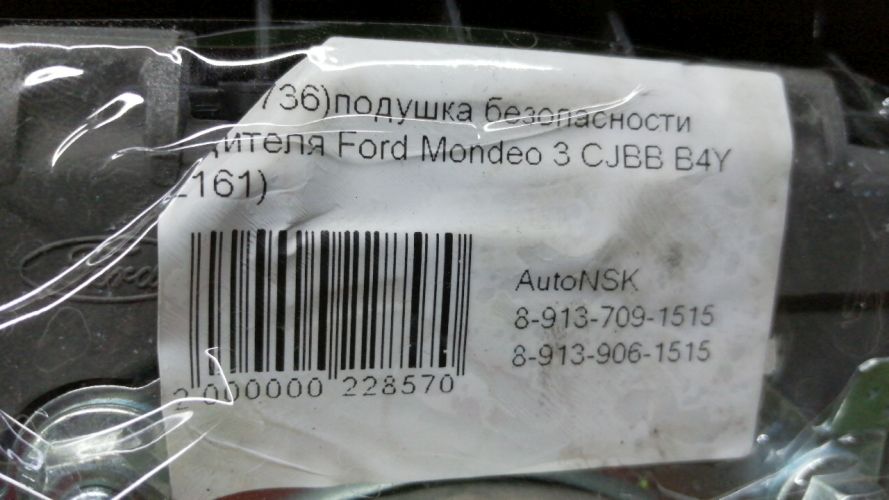 736)подушка безопасности
дителя Ford Mondeo 3 CJBB B4Y
161)
AutoNSK
8-913-709-1515
8-913-906-1515
2 000000 228570
Ford